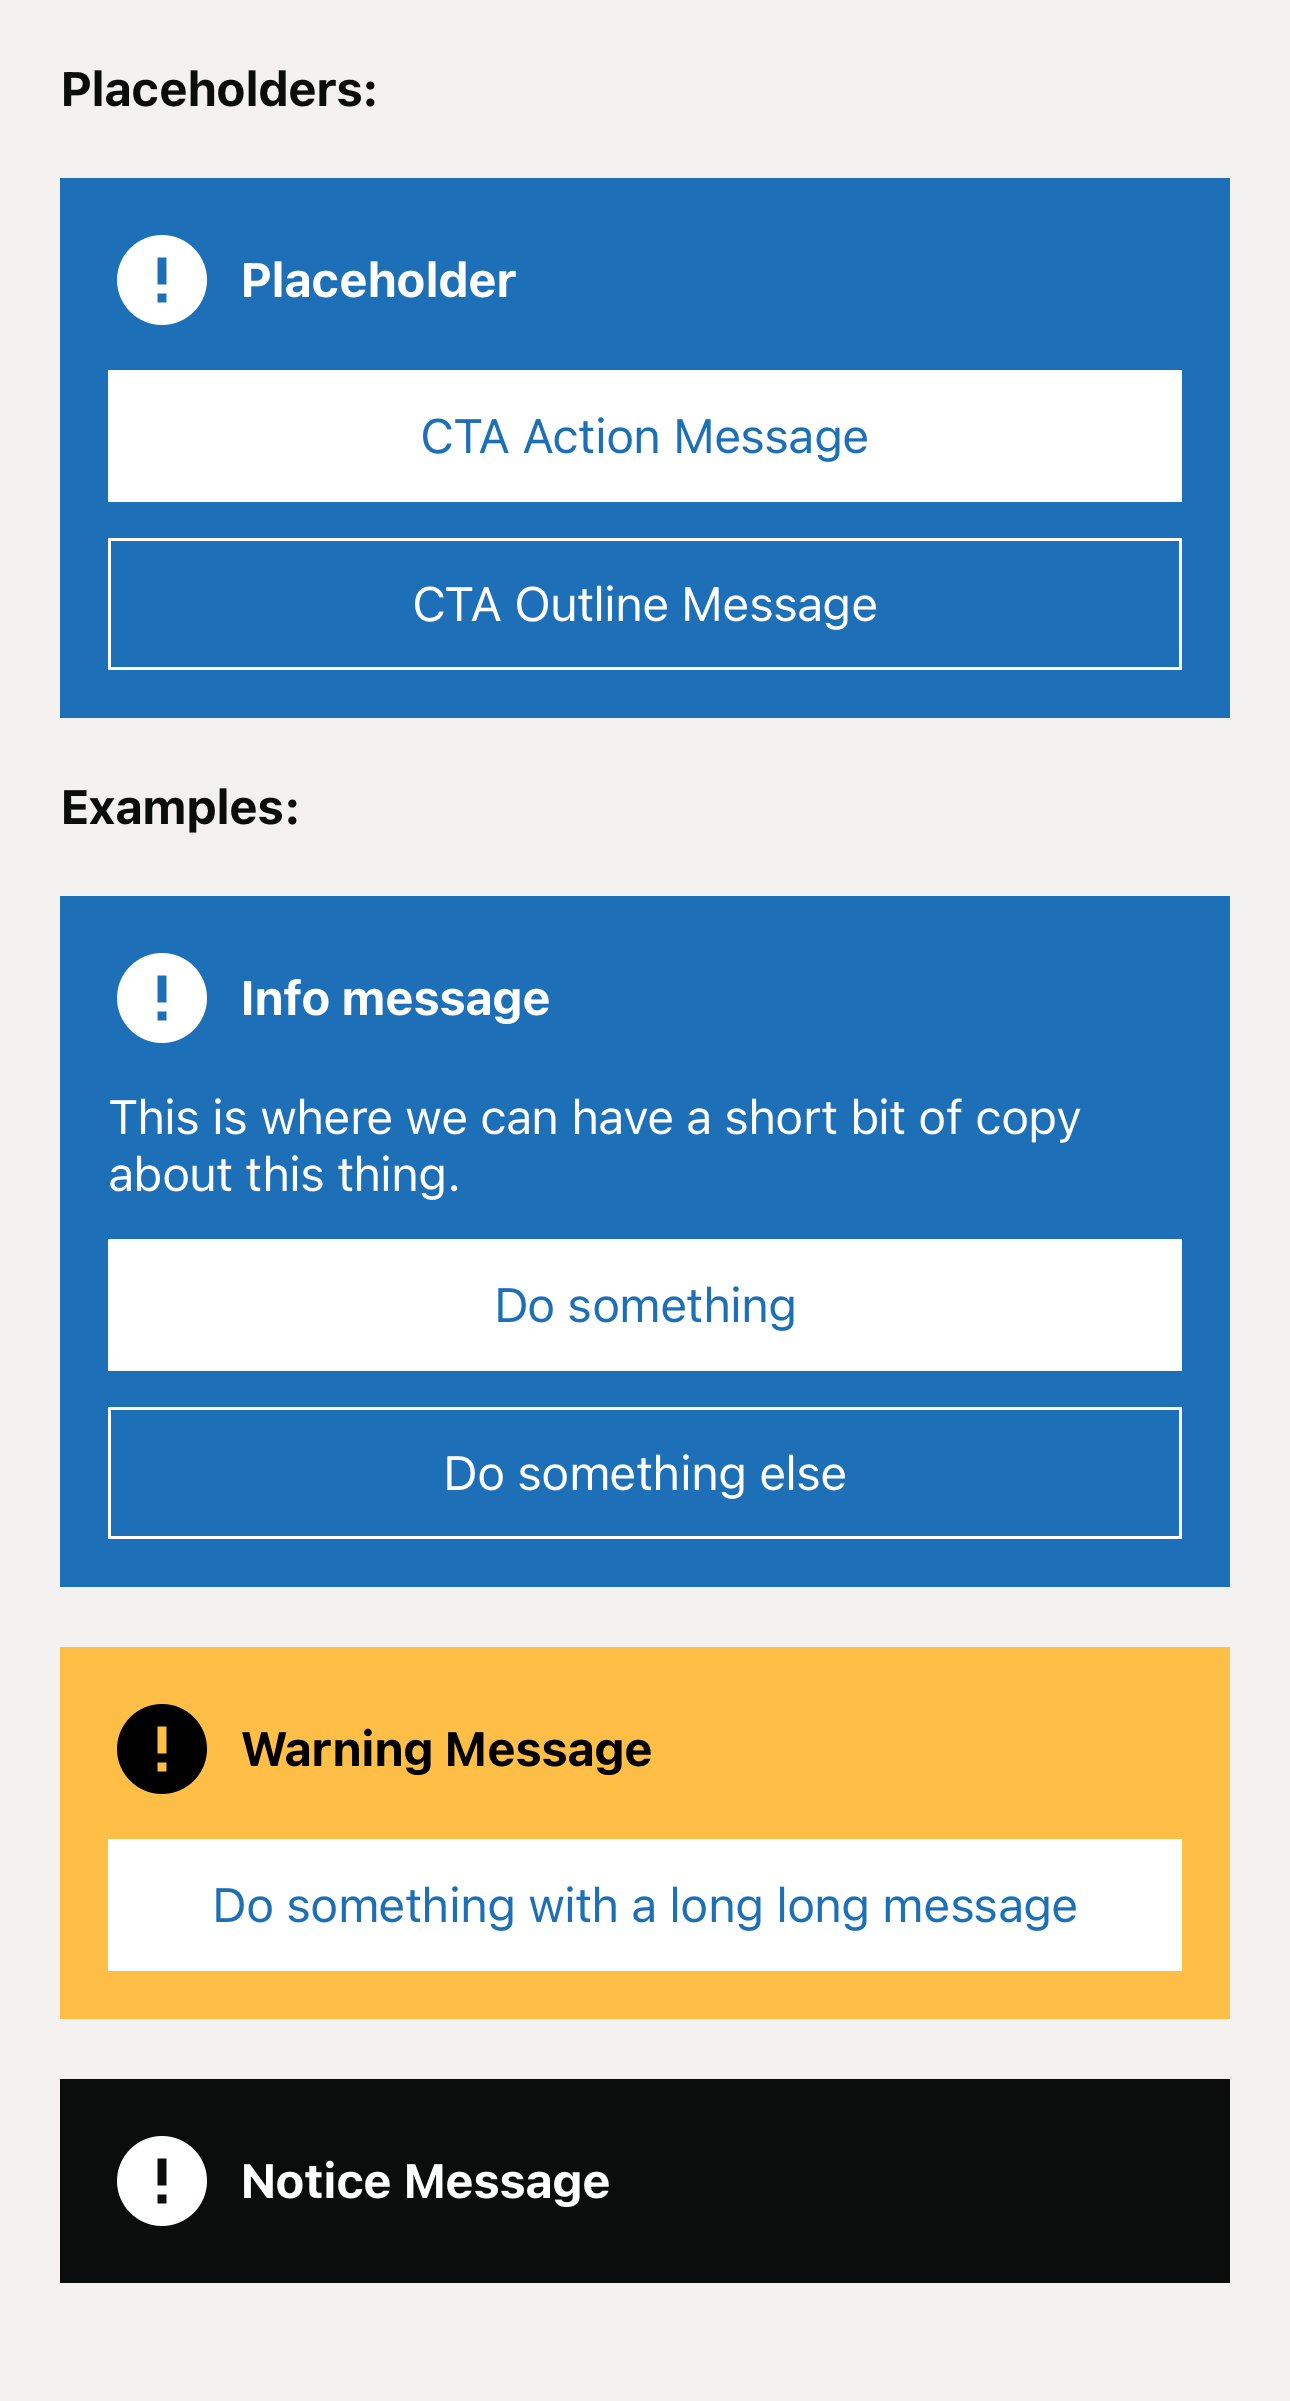 Placeholders:
Placeholder
CTA Action Message
CTA Outline Message
Examples:
Info message
This is where we can have a short bit of copy
about this thing.
Do something
Do something else
Warning Message
Do something with a long long message
Notice Message